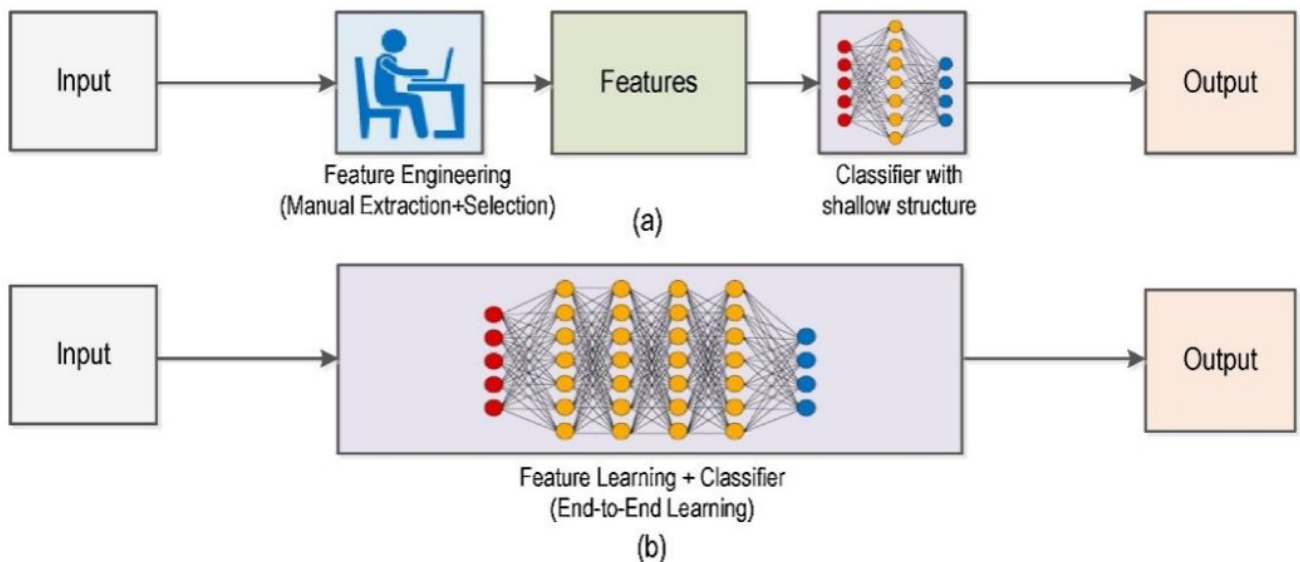 Input
Features
Output
Feature Engineering
(Manual Extraction+Selection)
Classifier with
shallow structure
(a)
Input
Output
Feature Learning + Classifier
(End-to-End Learning)
(b)